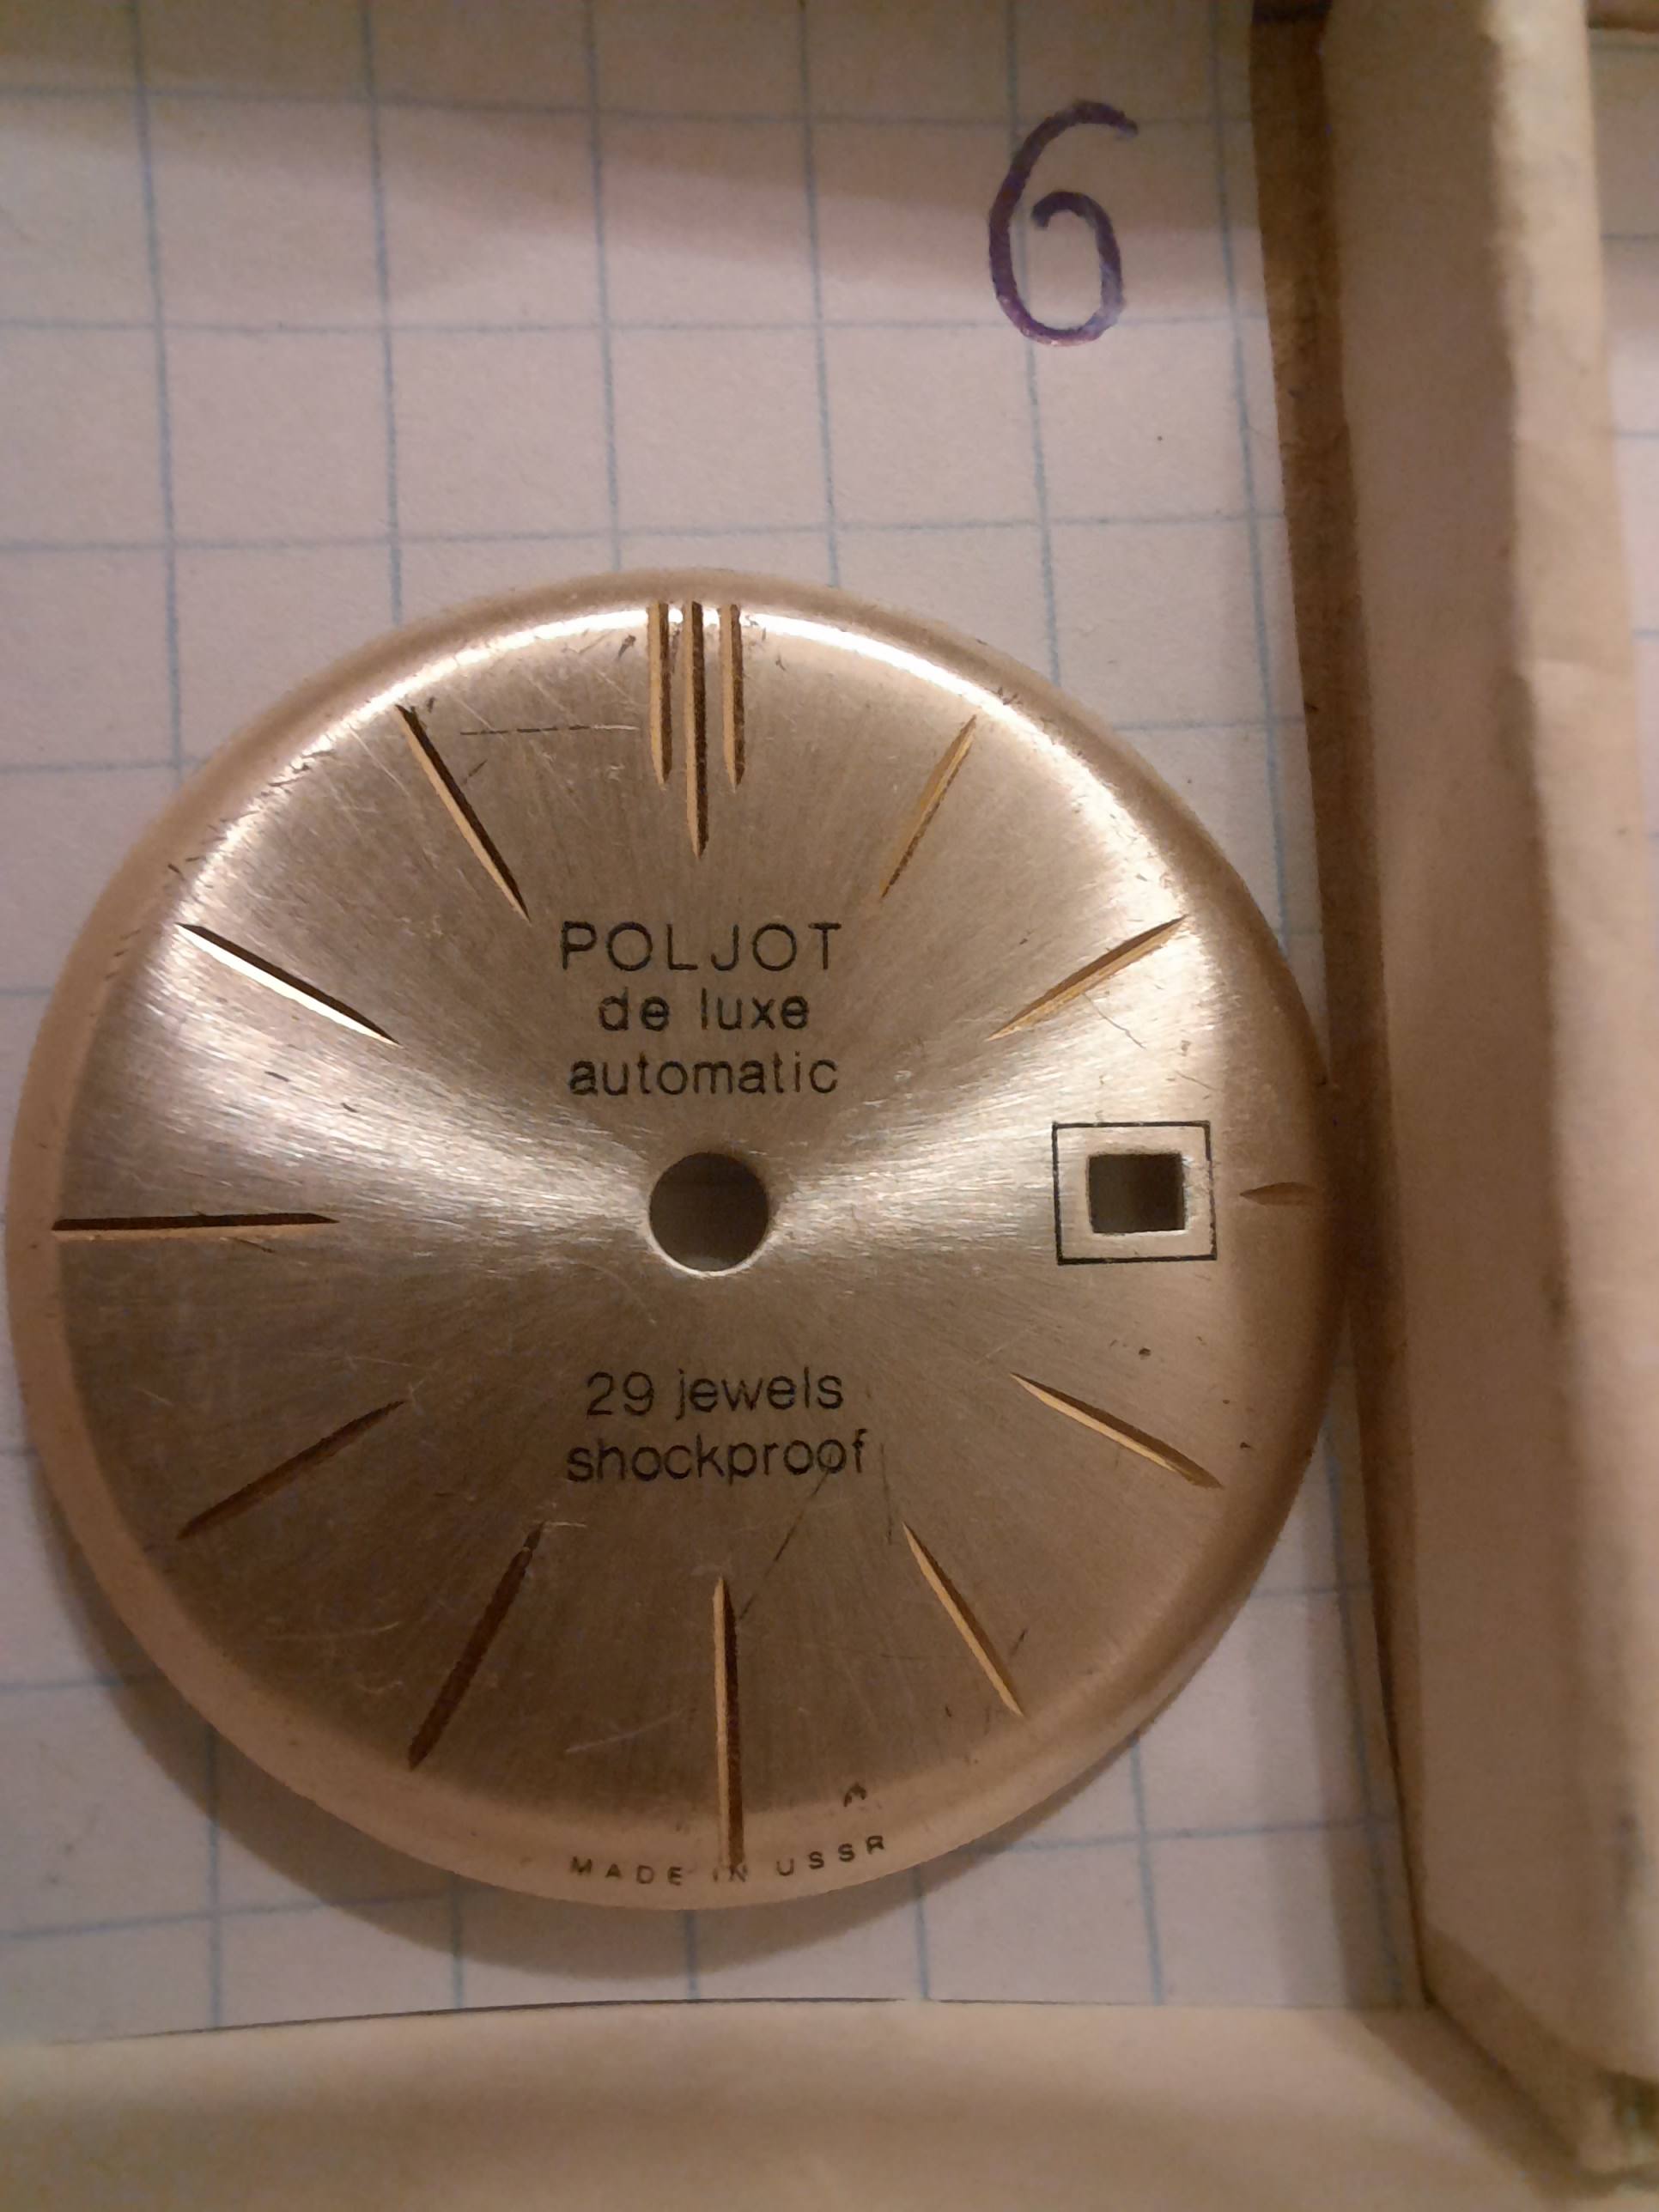 6
POLJOT
de luxe
automatic
29 jewels
shockproof
MADE IN USSR